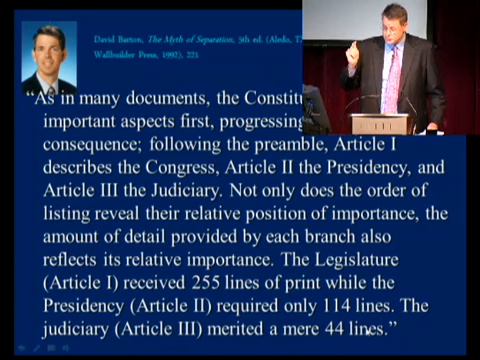 David Barton, The Myth of Separation, 5th ed. (Aledo,
Wallbuilder Press, 1992), 221
“As in many documents, the
important aspects first, progressing
consequence; following the preamble, Article I
describes the Congress, Article II the Presidency, and
Article III the Judiciary. Not only does the order of
listing reveal their relative position of importance, the
amount of detail provided by each branch also
reflects its relative importance. The Legislature
(Article I) received 255 lines of print while the
Presidency (Article II) required only 114 lines. The
judiciary (Article III) merited a mere 44 lines.”